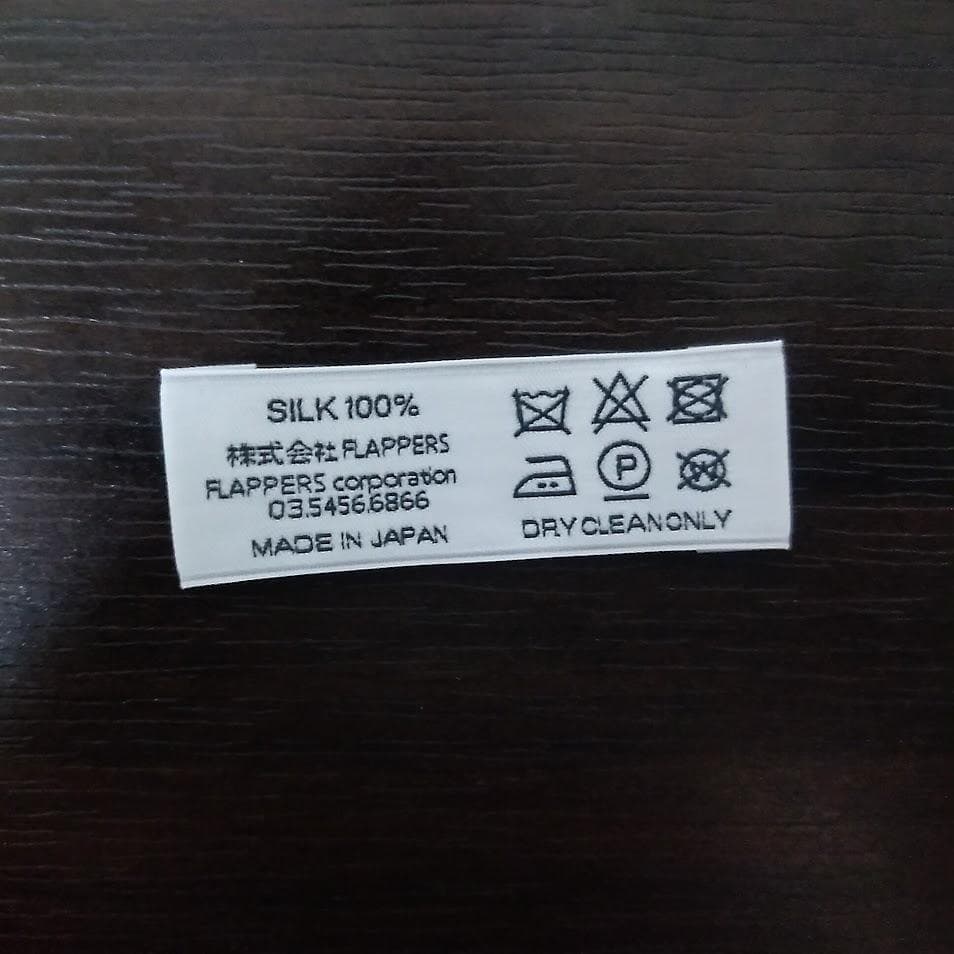 SILK 100%
株式会社 FLAPPERS
FLAPPERS corporation
03.5456.6866
MADE IN JAPAN
P
W
DRY CLEAN ONLY